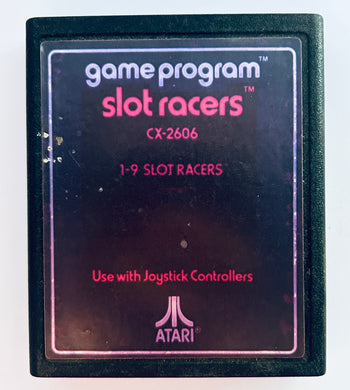 game program™
slot racers™
CX-2606
1-9 SLOT RACERS
Use with Joystick Controllers
ATARI®